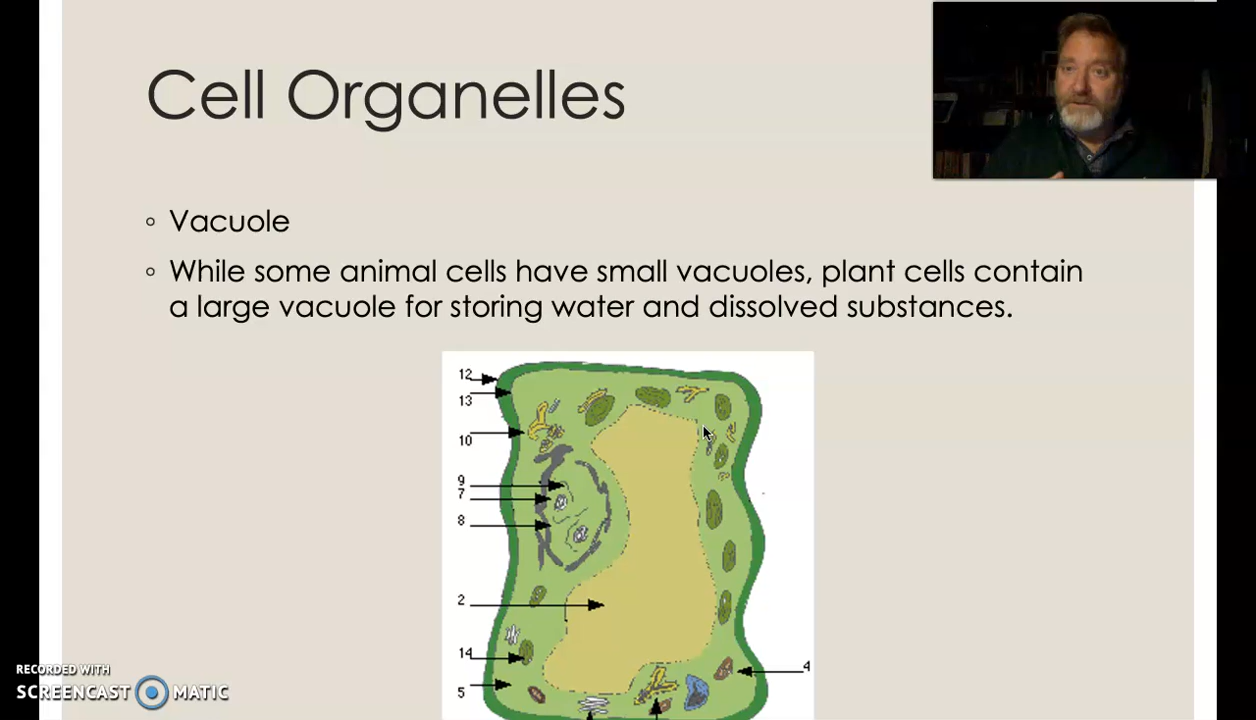 Cell Organelles
Vacuole
While some animal cells have small vacuoles, plant cells contain
a large vacuole for storing water and dissolved substances.
12
13
10
9
7
8
2
14
4
5
RECORDED WITH
SCREENCAST MATIC